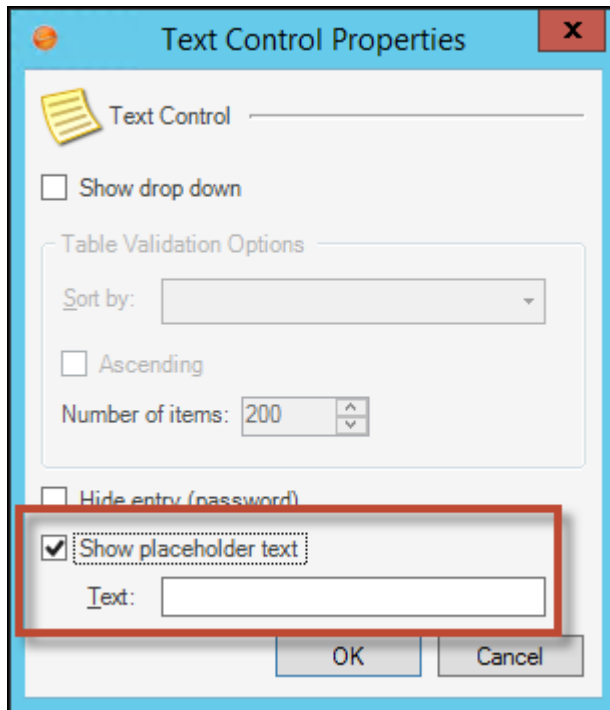 Text Control Properties
x
Text Control
Show drop down
Table Validation Options
Sort by:
Ascending
Number of items: 200
Hide entry (password)
Show placeholder text
Text:
OK Cancel